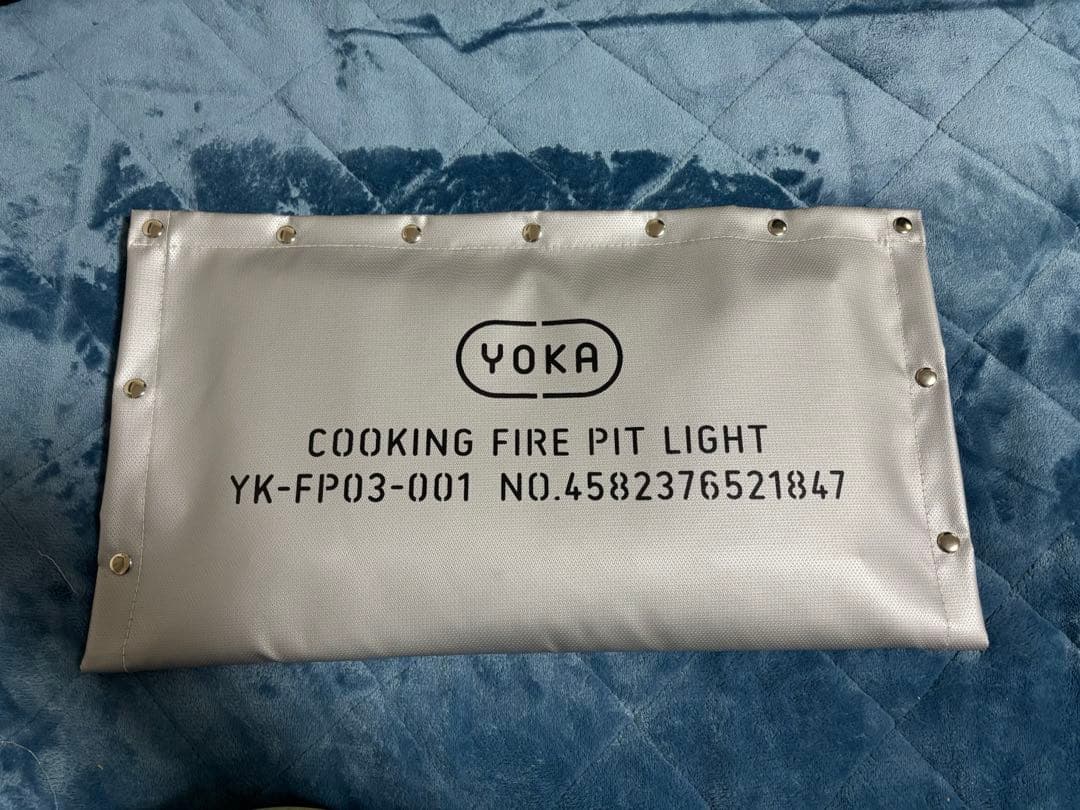 YOKA
COOKING FIRE PIT LIGHT
YK-FP03-001 NO.4582376521847